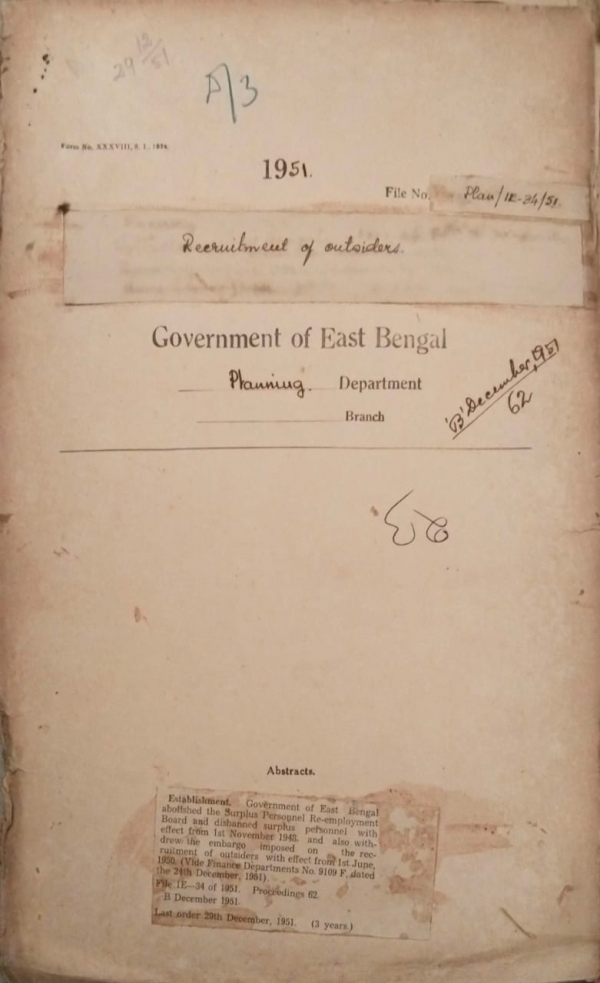 29 12/51
A/3
Form No. XXXVIII, S. 1, 1934.
1951.
File No. Plan/1E-34/51.
Recruitment of outsiders.
Government of East Bengal
Planning. Department
Branch
'B' December, 1951
62
Abstracts.
Establishment. Government of East Bengal
abolished the Surplus Personnel Re-employment
Board and disbanned surplus personnel with
effect from 1st November 1948, and also with-
drew the embargo imposed on the rec-
ruitment of outsiders with effect from 1st June,
1950. (Vide Finance Departments No. 9109 F. dated
the 24th December, 1951).
File 1E—34 of 1951. Proceedings 62.
B December 1951.
Last order 29th December, 1951. (3 years.)